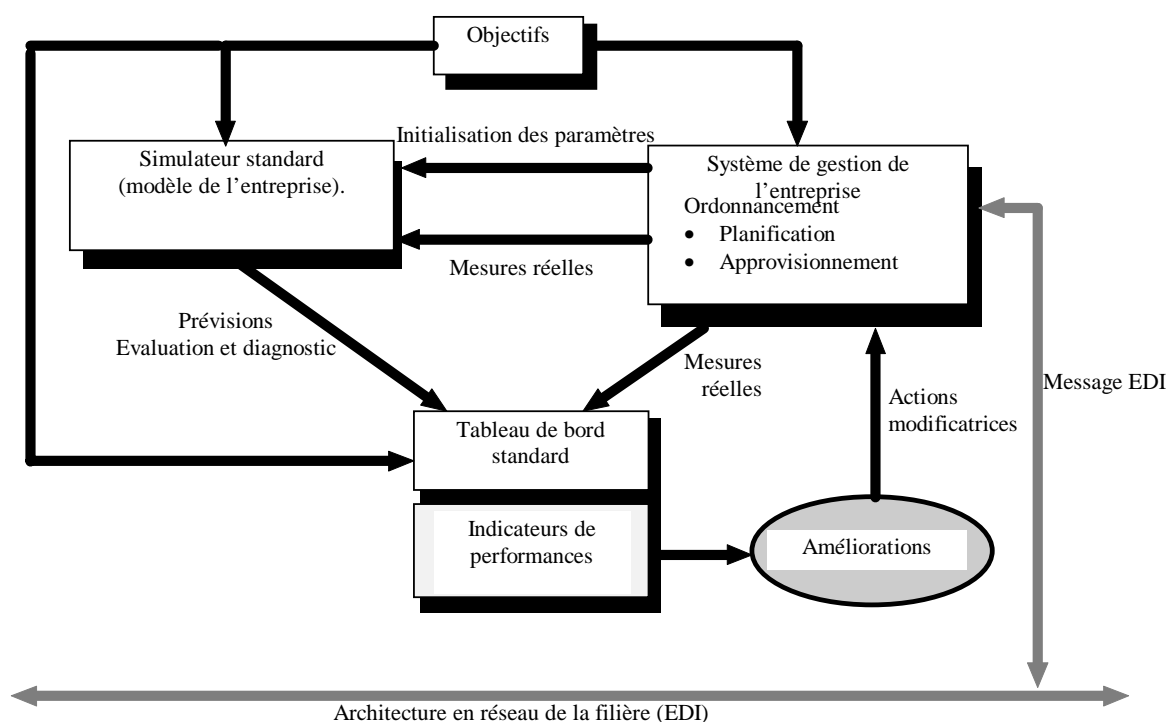 Objectifs
Initialisation des paramètres
Simulateur standard
(modèle de l’entreprise).
Système de gestion de
l’entreprise
Ordonnancement
• Planification
• Approvisionnement
Mesures réelles
Prévisions
Evaluation et diagnostic
Mesures
réelles
Message EDI
Actions
modificatrices
Tableau de bord
standard
Indicateurs de
performances
Améliorations
Architecture en réseau de la filière (EDI)